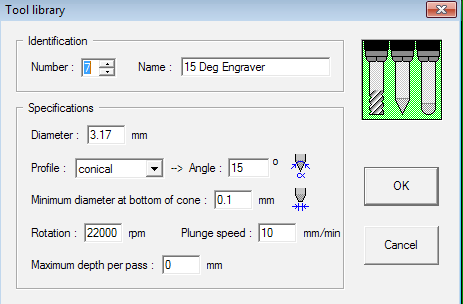 Tool library
Identification
Number : 7 Name : 15 Deg Engraver
Specifications
Diameter : 3.17 mm
Profile : conical --> Angle : 15 °
α
Minimum diameter at bottom of cone : 0.1 mm
Rotation : 22000 rpm Plunge speed : 10 mm/min
Maximum depth per pass : 0 mm
OK
Cancel